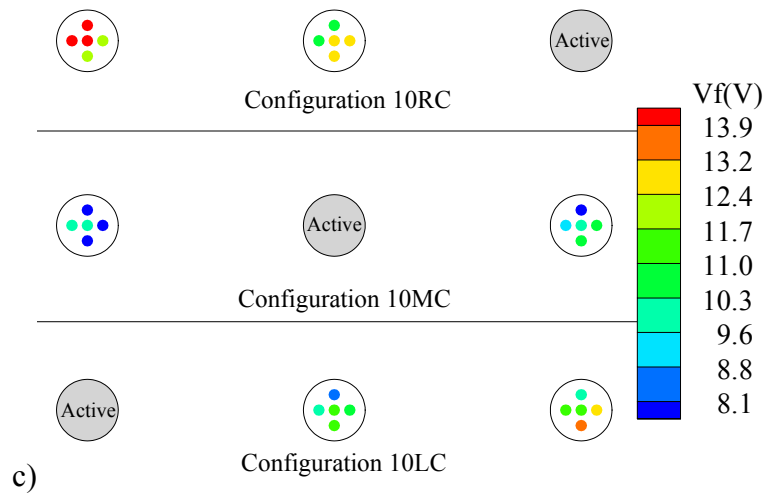 Active
Configuration 10RC
Vf(V)
13.9
13.2
12.4
11.7
11.0
10.3
9.6
8.8
8.1
Active
Configuration 10MC
Active
Configuration 10LC
c)